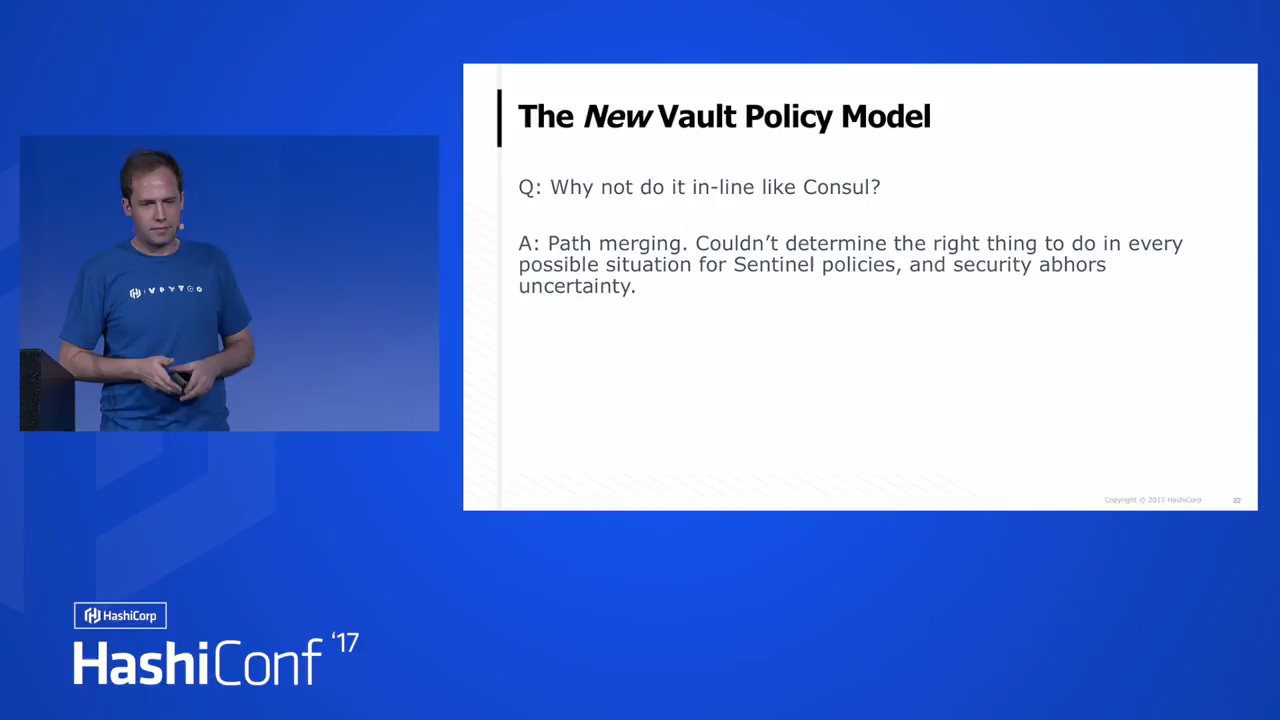 The New Vault Policy Model
Q: Why not do it in-line like Consul?
A: Path merging. Couldn’t determine the right thing to do in every
possible situation for Sentinel policies, and security abhors
uncertainty.
Copyright © 2017 HashiCorp
22
HashiCorp
HashiConf '17